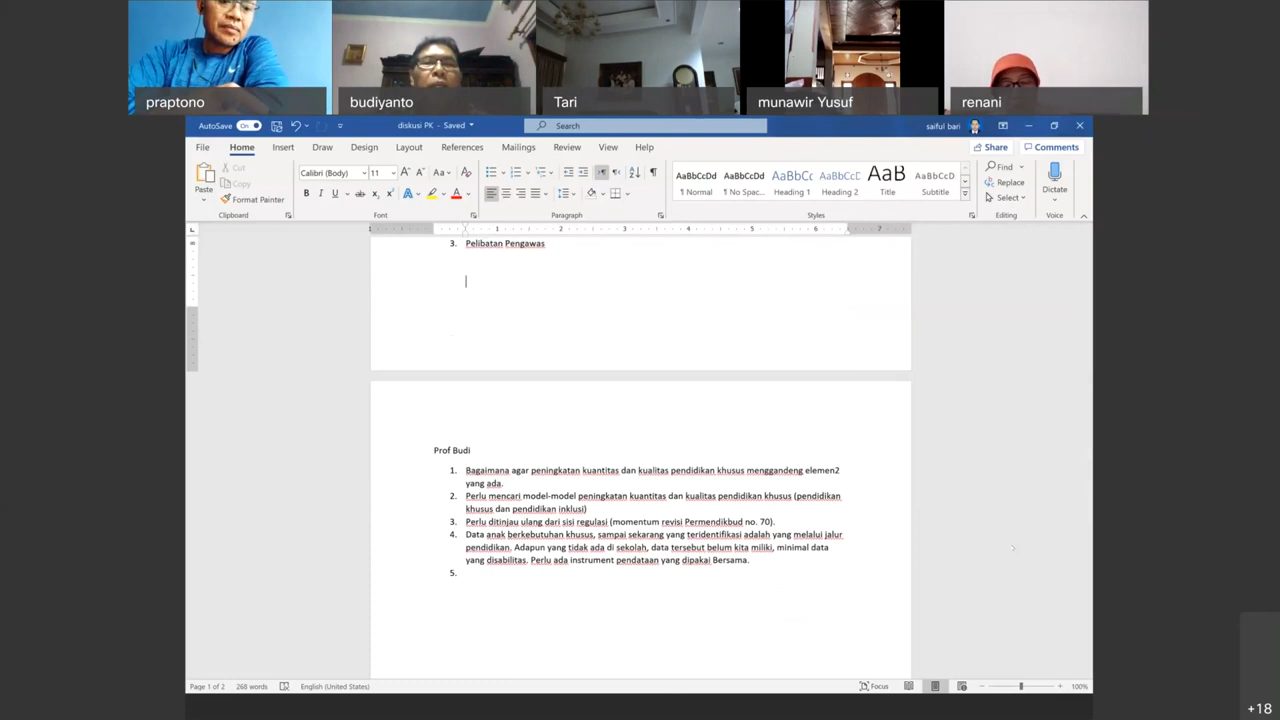 praptono
budiyanto
Tari
munawir Yusuf
renani
AutoSave On
diskusi PK - Saved
Search
saiful bari
File Home Insert Draw Design Layout References Mailings Review View Help
Share Comments
Paste
Cut
Copy
Format Painter
Clipboard
Calibri (Body) 11
Font
Paragraph
AaBbCcDd AaBbCcDd AaBbCc AaBbCcD AaB AaBbCcD
¶ Normal ¶ No Spac... Heading 1 Heading 2 Title Subtitle
Styles
Find
Replace
Select
Editing
Dictate
Voice
3. Pelibatan Pengawas
Prof Budi
1. Bagaimana agar peningkatan kuantitas dan kualitas pendidikan khusus menggandeng elemen2
yang ada.
2. Perlu mencari model-model peningkatan kuantitas dan kualitas pendidikan khusus (pendidikan
khusus dan pendidikan inklusi)
3. Perlu ditinjau ulang dari sisi regulasi (momentum revisi Permendikbud no. 70).
4. Data anak berkebutuhan khusus, sampai sekarang yang teridentifikasi adalah yang melalui jalur
pendidikan. Adapun yang tidak ada di sekolah, data tersebut belum kita miliki, minimal data
yang disabilitas. Perlu ada instrument pendataan yang dipakai Bersama.
5.
Page 1 of 2 268 words English (United States)
Focus
100%
+18